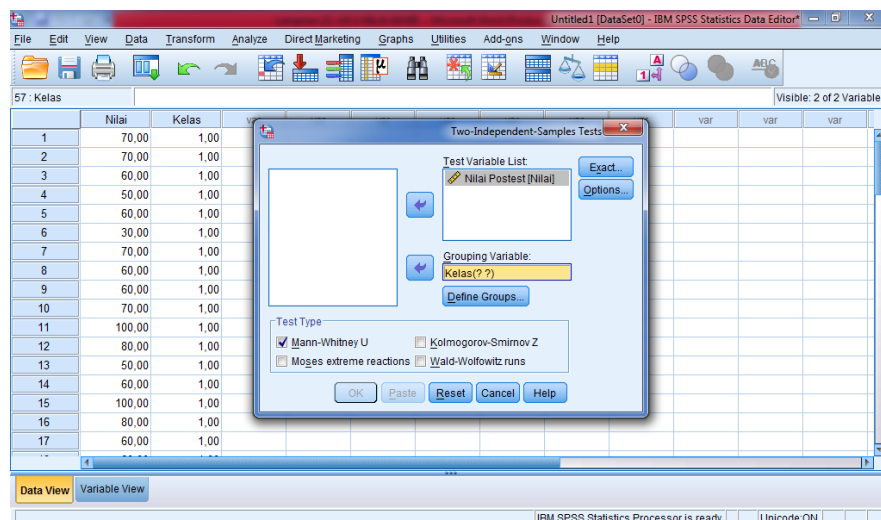 Untitled1 [DataSet0] - IBM SPSS Statistics Data Editor*
File Edit View Data Transform Analyze Direct Marketing Graphs Utilities Add-ons Window Help
57 : Kelas
Visible: 2 of 2 Variable
Nilai Kelas var var var
1 70,00 1,00
2 70,00 1,00
3 60,00 1,00
4 50,00 1,00
5 60,00 1,00
6 30,00 1,00
7 70,00 1,00
8 60,00 1,00
9 60,00 1,00
10 70,00 1,00
11 100,00 1,00
12 80,00 1,00
13 50,00 1,00
14 60,00 1,00
15 100,00 1,00
16 80,00 1,00
17 60,00 1,00
Two-Independent-Samples Tests
Test Variable List:
Nilai Postest [Nilai]
Exact...
Options...
Grouping Variable:
Kelas(? ?)
Define Groups...
Test Type
Mann-Whitney U Kolmogorov-Smirnov Z
Moses extreme reactions Wald-Wolfowitz runs
OK Paste Reset Cancel Help
Data View Variable View
IBM SPSS Statistics Processor is ready Unicode:ON